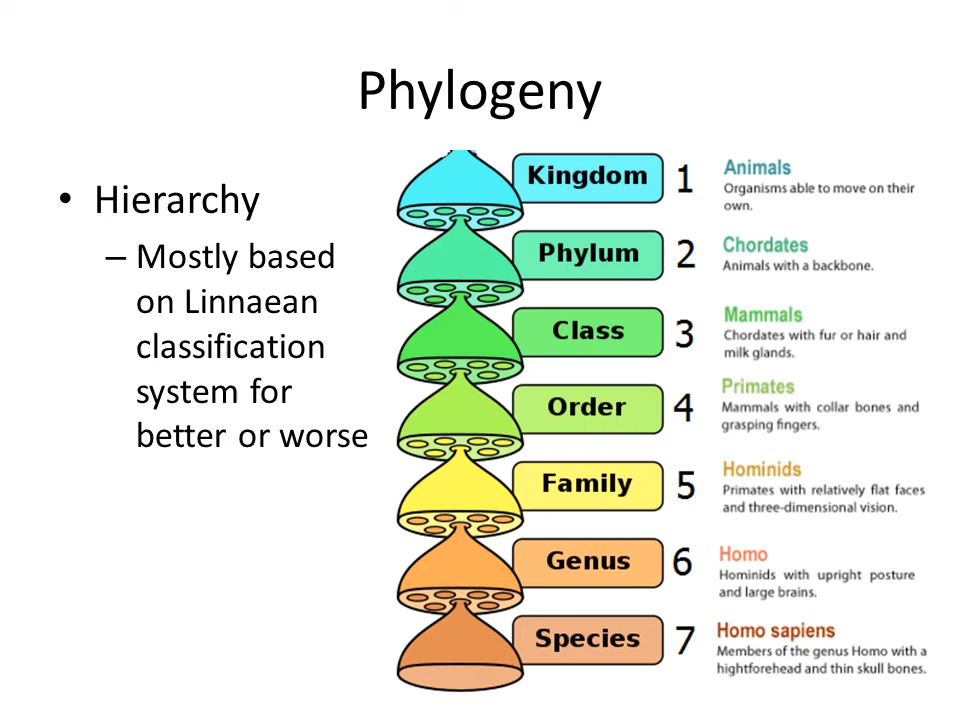 Phylogeny
• Hierarchy
– Mostly based
on Linnaean
classification
system for
better or worse
Kingdom 1 Animals
Organisms able to move on their
own.
Phylum 2 Chordates
Animals with a backbone.
Class 3 Mammals
Chordates with fur or hair and
milk glands.
Order 4 Primates
Mammals with collar bones and
grasping fingers.
Family 5 Hominids
Primates with relatively flat faces
and three-dimensional vision.
Genus 6 Homo
Hominids with upright posture
and large brains.
Species 7 Homo sapiens
Members of the genus Homo with a
hightforehead and thin skull bones.